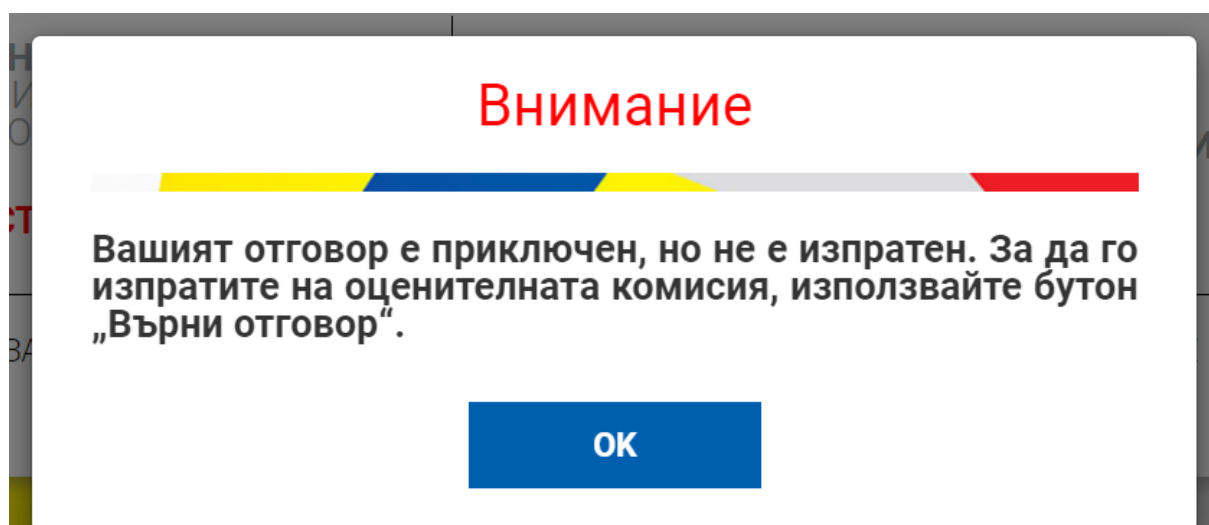 Внимание
Вашият отговор е приключен, но не е изпратен. За да го
изпратите на оценителната комисия, използвайте бутон
„Върни отговор“.
OK